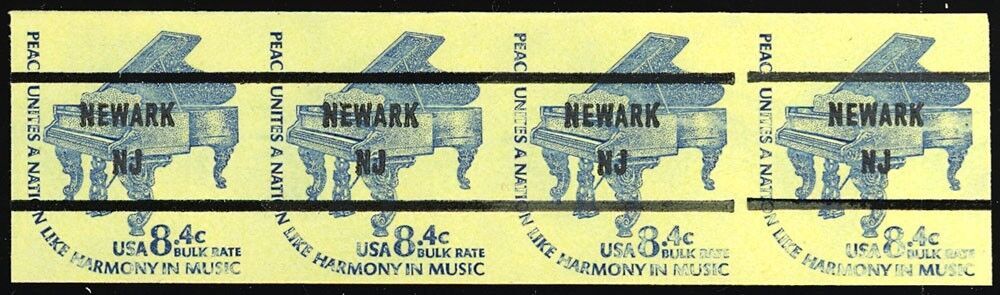 PEACE UNITES A NATION LIKE HARMONY IN MUSIC
NEWARK
NJ
USA 8.4c
BULK RATE
PEACE UNITES A NATION LIKE HARMONY IN MUSIC
NEWARK
NJ
USA 8.4c
BULK RATE
PEACE UNITES A NATION LIKE HARMONY IN MUSIC
NEWARK
NJ
USA 8.4c
BULK RATE
PEACE UNITES A NATION LIKE HARMONY IN MUSIC
NEWARK
NJ
USA 8.4c
BULK RATE